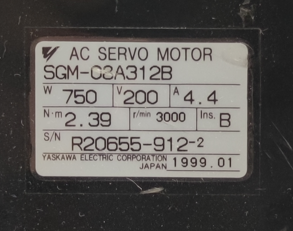 AC SERVO MOTOR
SGM-08A312B
W 750 V 200 A 4.4
N·m 2.39 r/min 3000 Ins. B
S/N R20655-912-2
YASKAWA ELECTRIC CORPORATION
JAPAN 1999.01